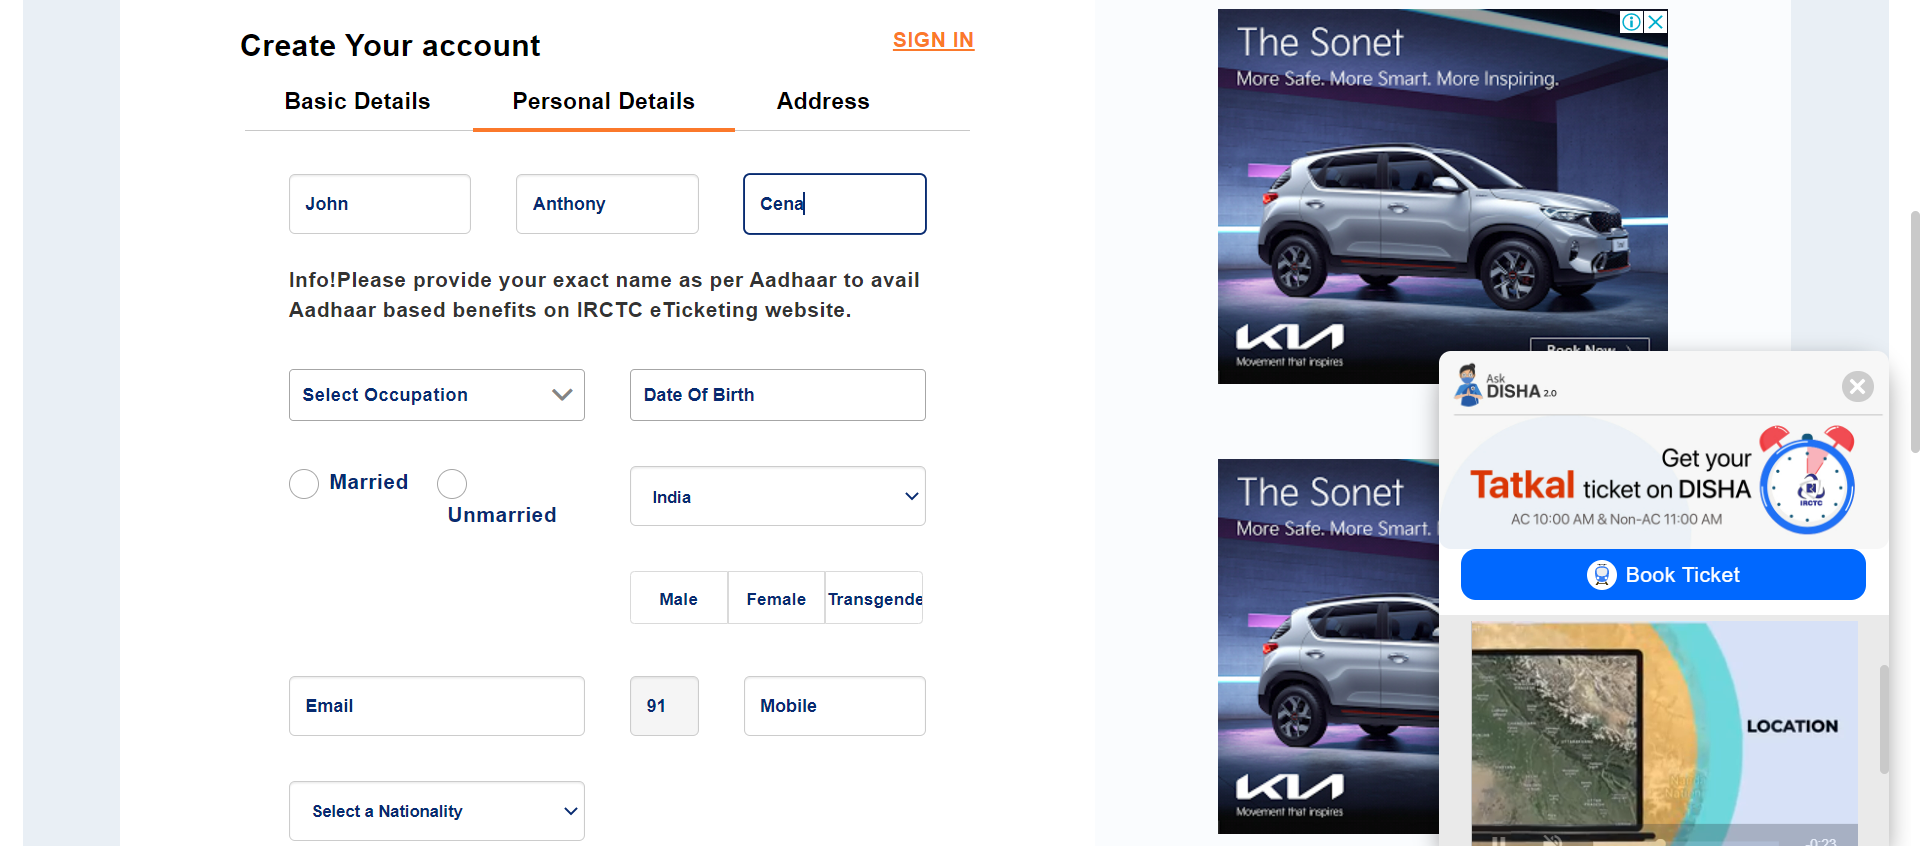 Create Your account
SIGN IN
Basic Details
Personal Details
Address
John
Anthony
Cena
Info!Please provide your exact name as per Aadhaar to avail
Aadhaar based benefits on IRCTC eTicketing website.
Select Occupation
Date Of Birth
Married
Unmarried
India
Male
Female
Transgende
Email
91
Mobile
Select a Nationality
The Sonet
More Safe. More Smart. More Inspiring.
KIA
Movement that inspires
Book Now
The Sonet
More Safe. More Smart.
KIA
Movement that inspires
Ask
DISHA 2.0
Get your
Tatkal ticket on DISHA
AC 10:00 AM & Non-AC 11:00 AM
IRCTC
Book Ticket
LOCATION
-0:23